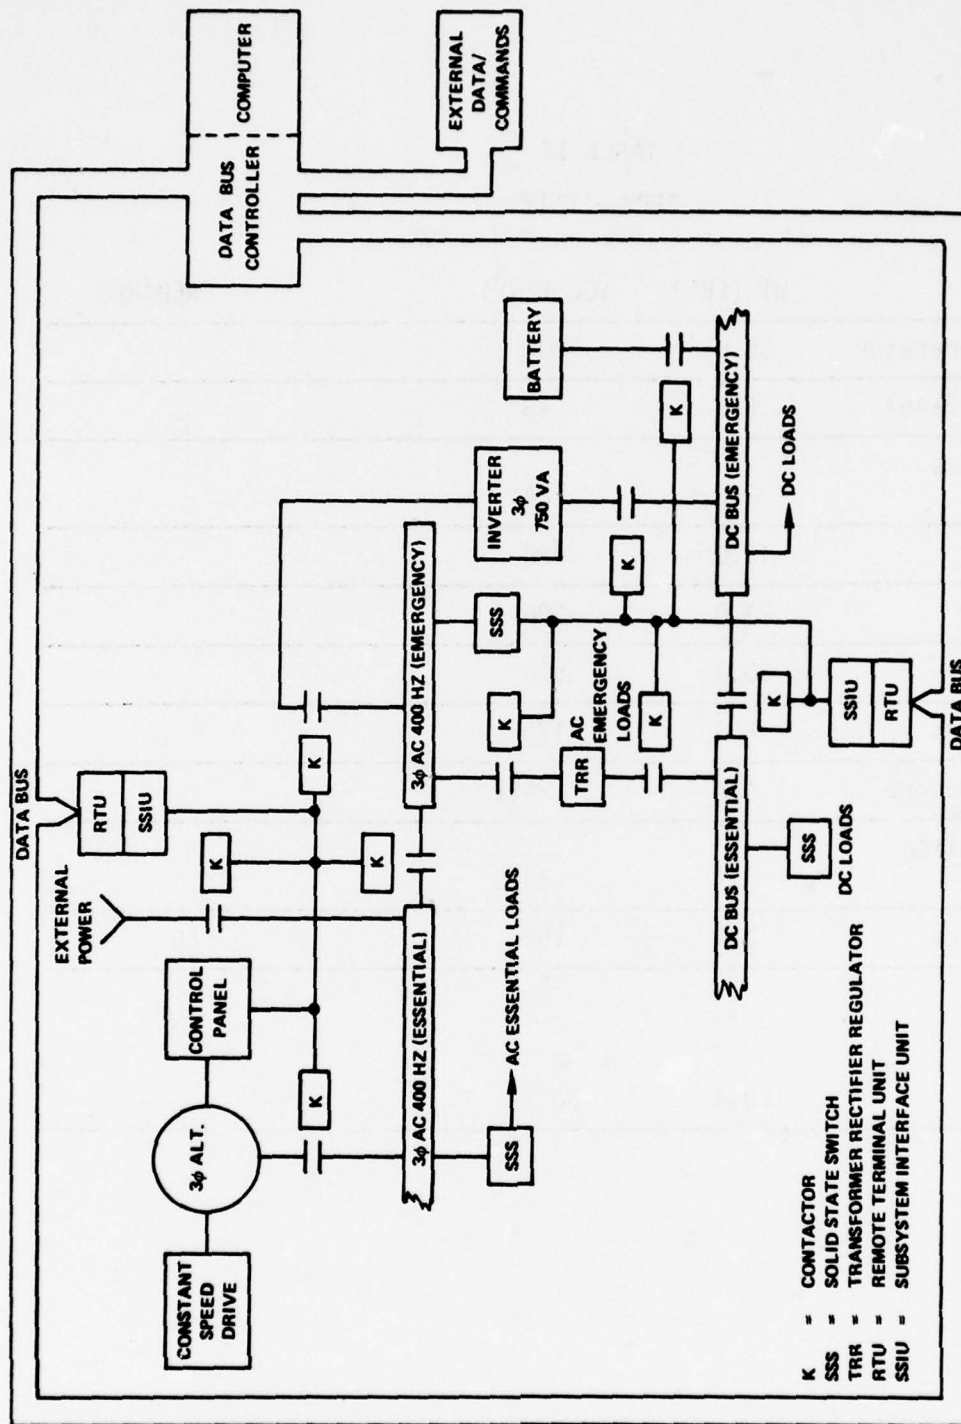 DATA BUS
COMPUTER
DATA BUS
CONTROLLER
EXTERNAL
DATA/
COMMANDS
EXTERNAL
POWER
RTU
SSIU
CONSTANT
SPEED
DRIVE
3φ ALT.
CONTROL
PANEL
K
K
K
K
3φ AC 400 HZ (ESSENTIAL)
3φ AC 400 HZ (EMERGENCY)
INVERTER
3φ
750 VA
BATTERY
SSS
AC ESSENTIAL LOADS
K
SSS
K
K
TRR
AC
EMERGENCY
LOADS
K
DC BUS (ESSENTIAL)
DC BUS (EMERGENCY)
SSS
DC LOADS
K
DC LOADS
SSIU
RTU
DATA BUS
K = CONTACTOR
SSS = SOLID STATE SWITCH
TRR = TRANSFORMER RECTIFIER REGULATOR
RTU = REMOTE TERMINAL UNIT
SSIU = SUBSYSTEM INTERFACE UNIT